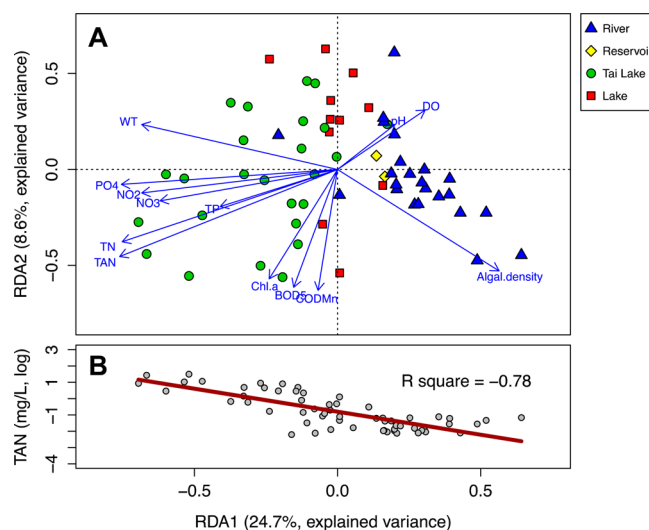 A
River
Reservoi
Tai Lake
Lake
0.5
0.0
−0.5
RDA2 (8.6%, explained variance)
WT
DO
pH
PO4
NO2
NO3
TP
TN
TAN
Chl.a
BOD5
CODMn
Algal.density
B
R square = −0.78
3
1
−1
−4
TAN (mg/L, log)
−0.5
0.0
0.5
RDA1 (24.7%, explained variance)